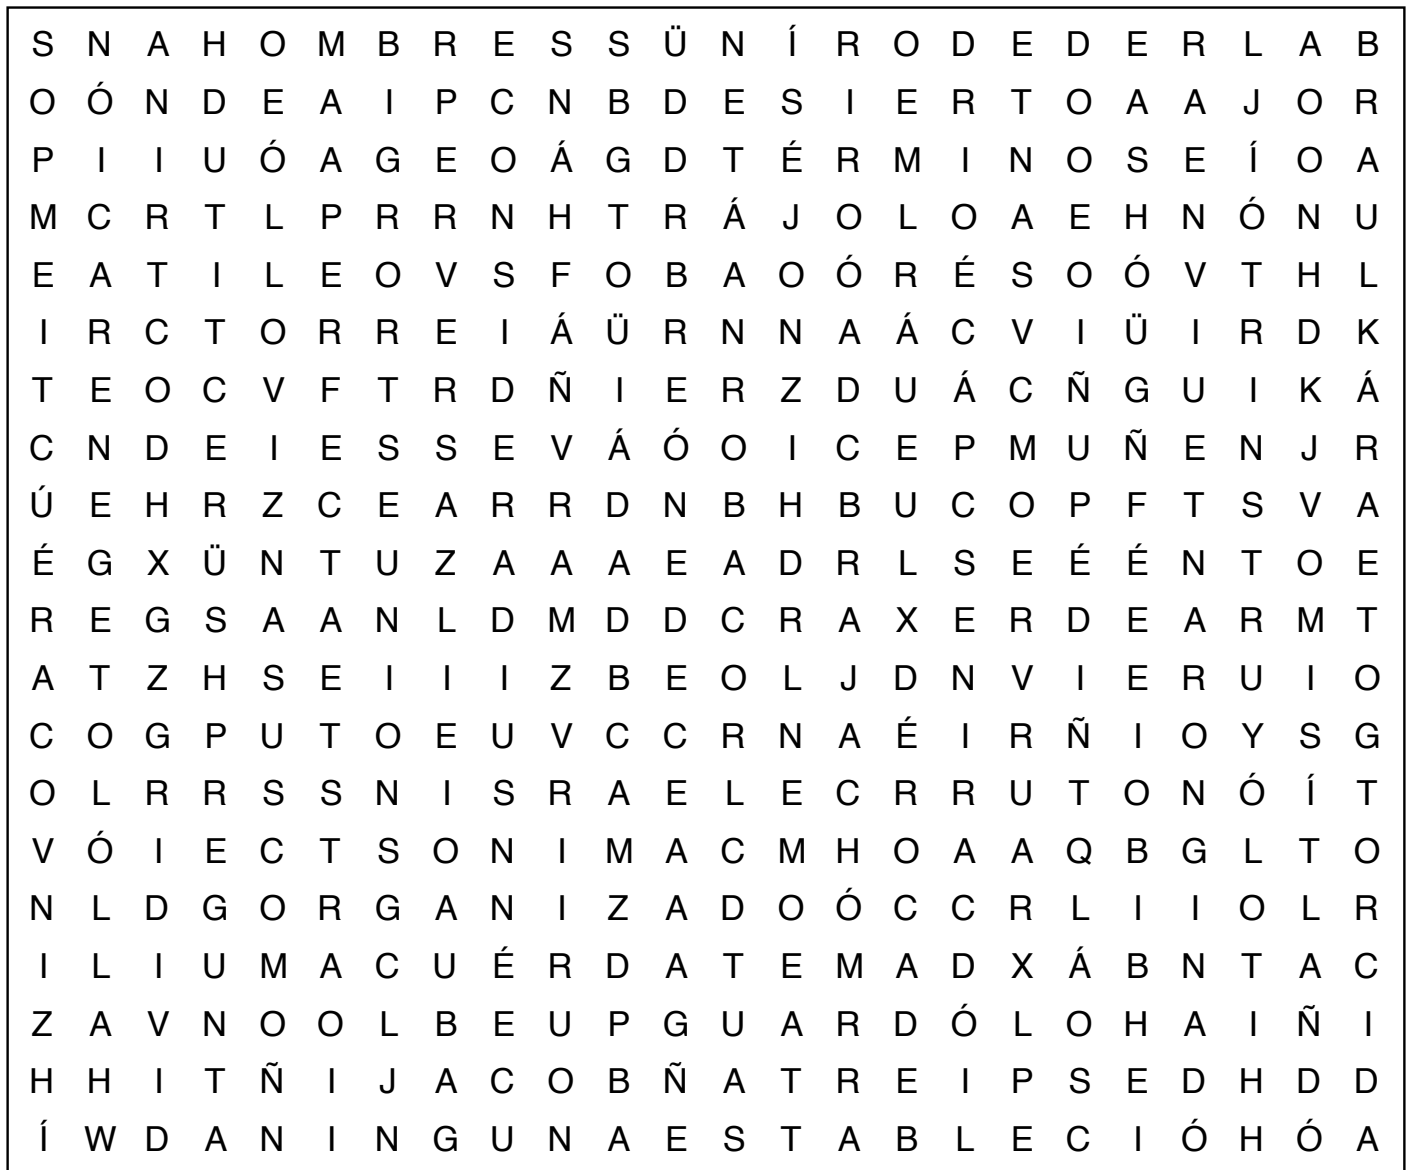 S N A H O M B R E S S Ü N Í R O D E D E R L A B
O Ó N D E A I P C N B D E S I E R T O A A J O R
P I I U Ó A G E O Á G D T É R M I N O S E Í O A
M C R T L P R R N H T R Á J O L O A E H N Ó N U
E A T I L E O V S F O B A O Ó R É S O Ó V T H L
I R C T O R R E I Á Ü R N N A Á C V I Ü I R D K
T E O C V F T R D Ñ I E R Z D U Á C Ñ G U I K Á
C N D E I E S S E V Á Ó O I C E P M U Ñ E N J R
Ú E H R Z C E A R R D N B H B U C O P F T S V A
É G X Ü N T U Z A A A E A D R L S E É É N T O E
R E G S A A N L D M D D C R A X E R D E A R M T
A T Z H S E I I I Z B E O L J D N V I E R U I O
C O G P U T O E U V C C R N A É I R Ñ I O Y S G
O L R R S S N I S R A E L E C R R U T O N Ó Í T
V Ó I E C T S O N I M A C M H O A A Q B G L T O
N L D G O R G A N I Z A D O Ó C C R L I I O L R
I L I U M A C U É R D A T E M A D X Á B N T A C
Z A V N O O L B E U P G U A R D Ó L O H A I Ñ I
H H I T Ñ I J A C O B Ñ A T R E I P S E D H D D
Í W D A N I N G U N A E S T A B L E C I Ó H Ó A